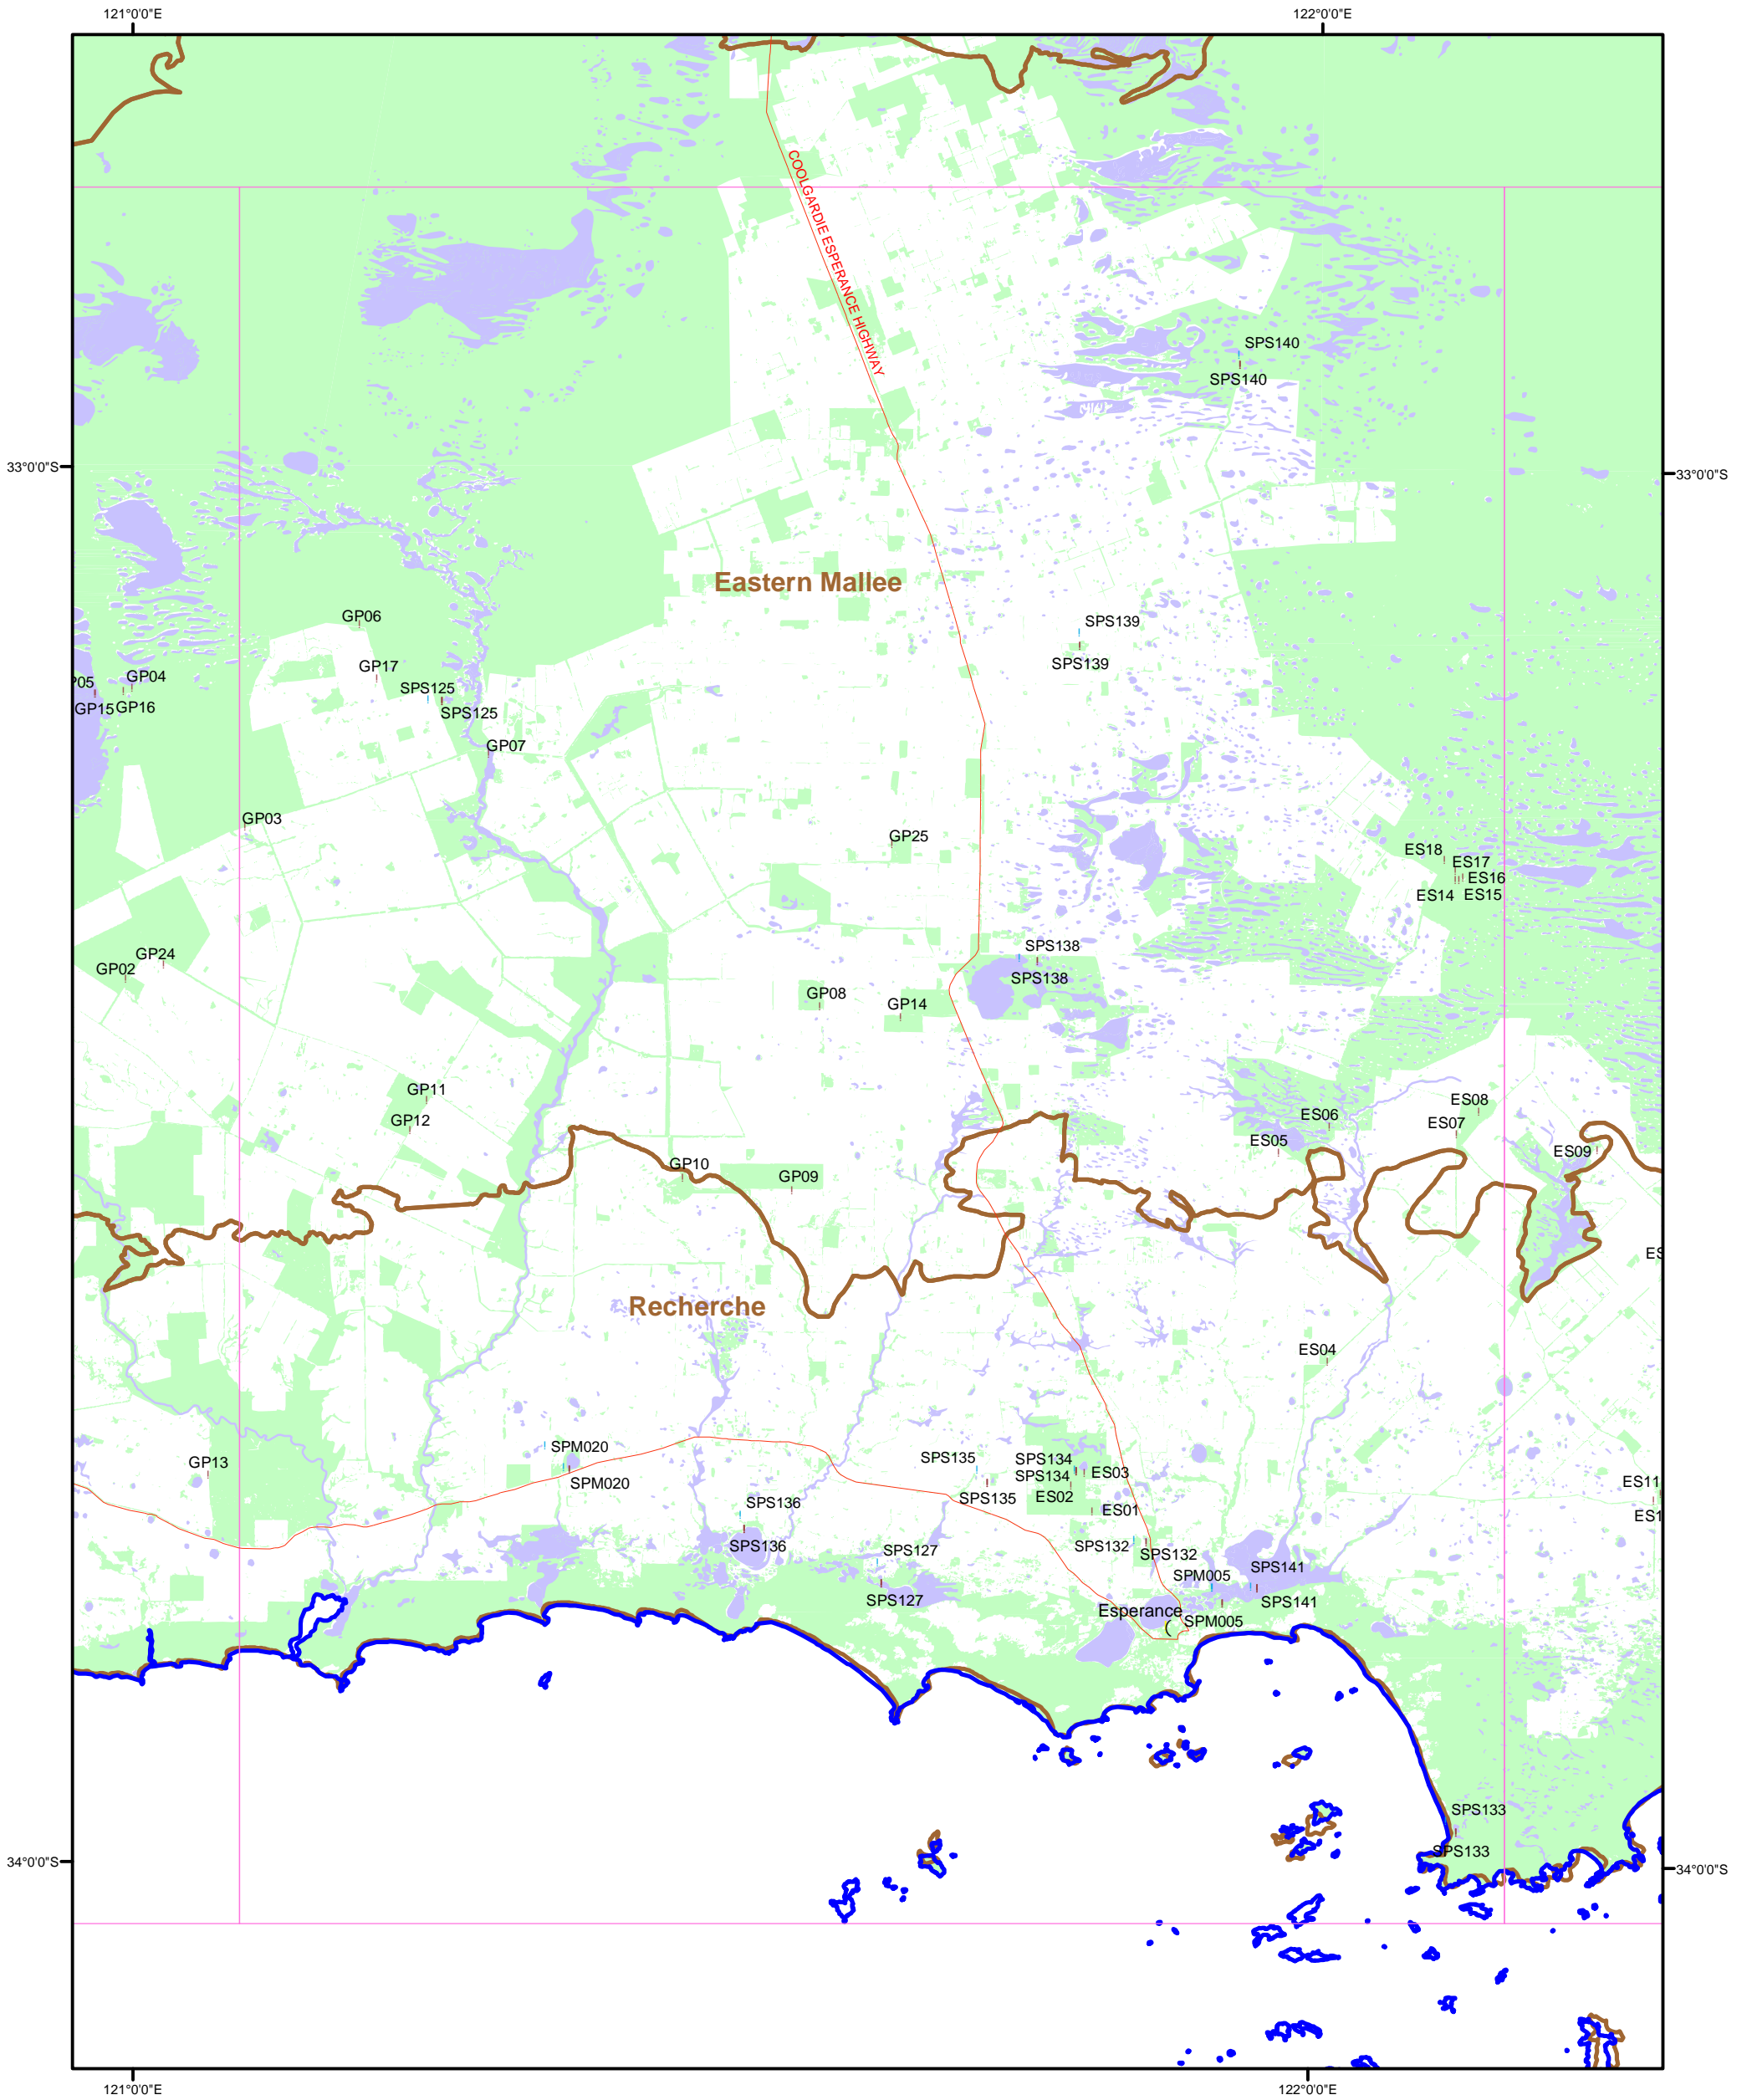 121°0'0"E
122°0'0"E
COOLGARDIE ESPERANCE HIGHWAY
SPS140
SPS140
33°0'0"S
33°0'0"S
Eastern Mallee
GP06
SPS139
SPS139
GP17
GP04
P05
SPS125
GP15
GP16
SPS125
GP07
GP03
GP25
ES18
ES17
ES16
ES14
ES15
SPS138
GP24
GP02
SPS138
GP08
GP14
GP11
GP12
ES08
ES06
ES07
ES05
ES09
GP10
GP09
ES
Recherche
ES04
SPM020
GP13
SPS135
SPS134
ES03
SPS134
SPM020
ES11
ES02
SPS135
SPS136
ES01
ES1
SPS136
SPS132
SPS127
SPS132
SPS141
SPM005
SPS127
SPS141
Esperance
SPM005
SPS133
SPS133
34°0'0"S
34°0'0"S
121°0'0"E
122°0'0"E